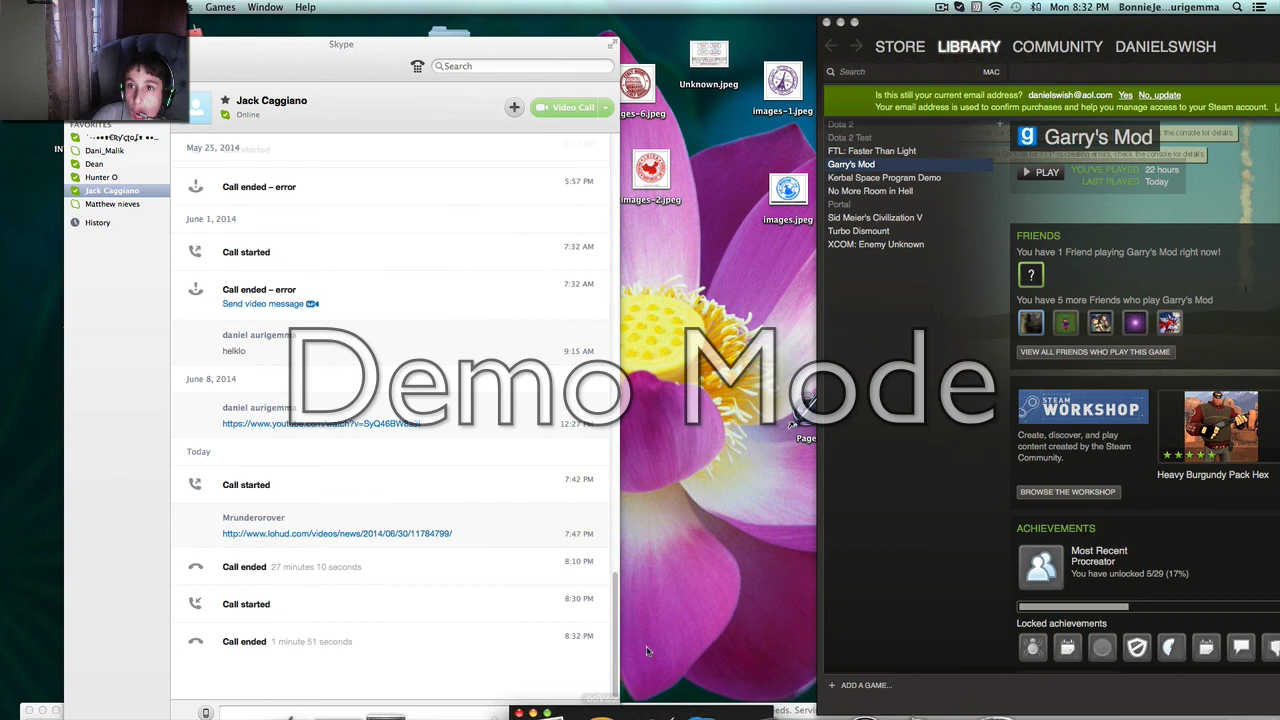 Games Window Help
Mon 8:32 PM BonnieJe...urigemma
Skype
Search
Jack Caggiano
Online
Video Call
FAVORITES
Dani_Malik
Dean
Hunter O
Jack Caggiano
Matthew nieves
History
May 25, 2014
started
Call ended – error
5:57 PM
June 1, 2014
Call started
7:32 AM
Call ended – error
7:32 AM
Send video message
daniel aurigemma
helklo
9:15 AM
June 8, 2014
daniel aurigemma
12:27 PM
Today
Call started
7:42 PM
Mrunderorover
http://www.lohud.com/videos/news/2014/06/30/11784799/
7:47 PM
Call ended 27 minutes 10 seconds
8:10 PM
Call started
8:30 PM
Call ended 1 minute 51 seconds
8:32 PM
Demo Mode
Unknown.jpeg
images-1.jpeg
es-6.jpeg
images-2.jpeg
images.jpeg
Page
STORE LIBRARY COMMUNITY DANIELSWISH
Search
MAC
Is this still your current email address? danielswish@aol.com Yes No, update
Your email address is used to confirm purchases and help you manage access to your Steam account.
Dota 2
Dota 2 Test
FTL: Faster Than Light
Garry's Mod
Kerbal Space Program Demo
No More Room in Hell
Portal
Sid Meier's Civilization V
Turbo Dismount
XCOM: Enemy Unknown
Garry's Mod
PLAY
YOU'VE PLAYED 22 hours
LAST PLAYED Today
FRIENDS
You have 1 Friend playing Garry's Mod right now!
?
You have 5 more Friends who play Garry's Mod
VIEW ALL FRIENDS WHO PLAY THIS GAME
STEAM WORKSHOP
Create, discover, and play
content created by the Steam
Community.
Heavy Burgundy Pack Hex
BROWSE THE WORKSHOP
ACHIEVEMENTS
Most Recent
Procreator
You have unlocked 5/29 (17%)
Locked achievements
+ ADD A GAME...